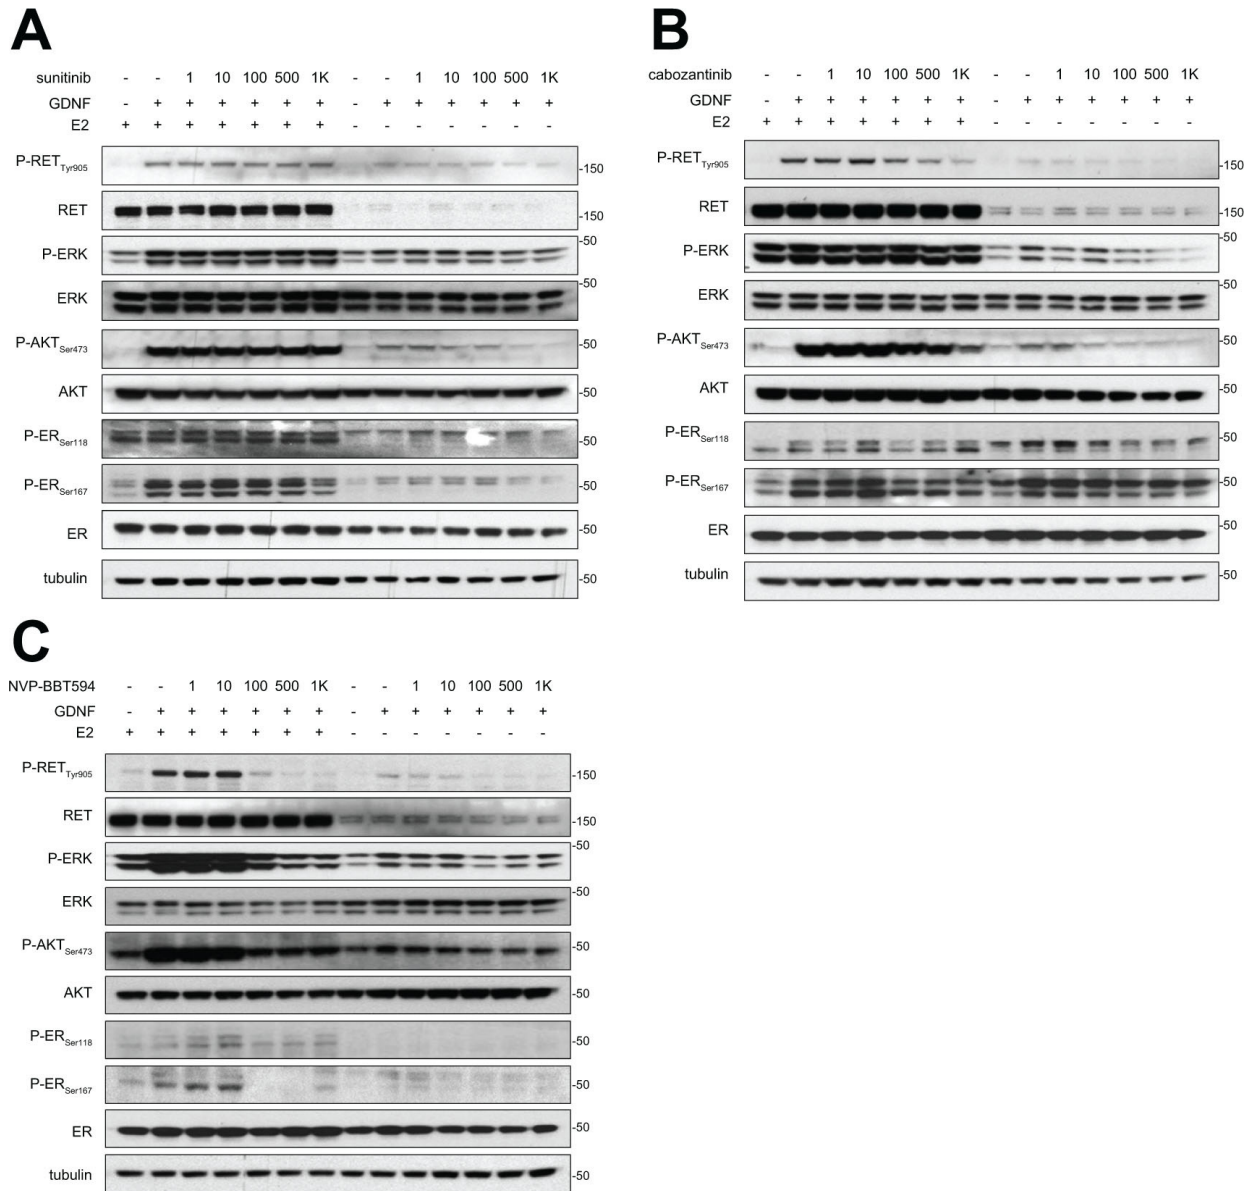 A
sunitinib - - 1 10 100 500 1K - - 1 10 100 500 1K
GDNF - + + + + + + - + + + + + +
E2 + + + + + + + - - - - - - -
P-RETTyr905 -150
RET -150
P-ERK -50
ERK -50
P-AKTSer473 -50
AKT -50
P-ERSer118 -50
P-ERSer167 -50
ER -50
tubulin -50
B
cabozantinib - - 1 10 100 500 1K - - 1 10 100 500 1K
GDNF - + + + + + + - + + + + + +
E2 + + + + + + + - - - - - - -
P-RETTyr905 -150
RET -150
P-ERK -50
ERK -50
P-AKTSer473 -50
AKT -50
P-ERSer118 -50
P-ERSer167 -50
ER -50
tubulin -50
C
NVP-BBT594 - - 1 10 100 500 1K - - 1 10 100 500 1K
GDNF - + + + + + + - + + + + + +
E2 + + + + + + + - - - - - - -
P-RETTyr905 -150
RET -150
P-ERK -50
ERK -50
P-AKTSer473 -50
AKT -50
P-ERSer118 -50
P-ERSer167 -50
ER -50
tubulin -50